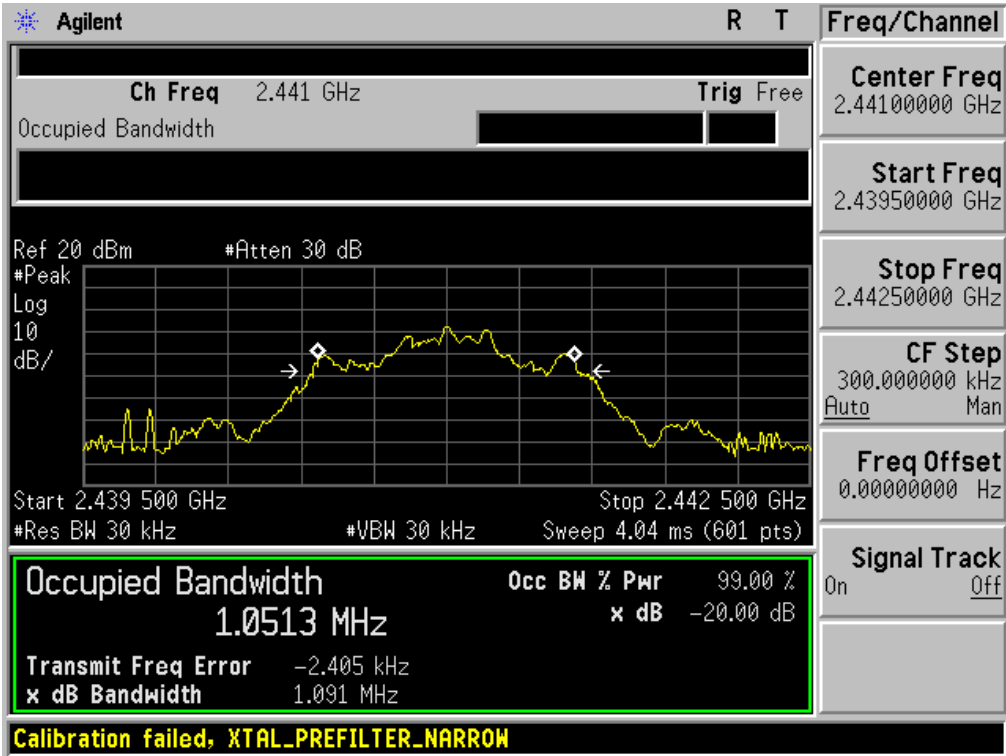 Agilent R T
Freq/Channel
Ch Freq 2.441 GHz Trig Free
Occupied Bandwidth
Ref 20 dBm #Atten 30 dB
#Peak
Log
10
dB/
Start 2.439 500 GHz Stop 2.442 500 GHz
#Res BW 30 kHz #VBW 30 kHz Sweep 4.04 ms (601 pts)
Occupied Bandwidth Occ BW % Pwr 99.00 %
1.0513 MHz x dB -20.00 dB
Transmit Freq Error -2.405 kHz
x dB Bandwidth 1.091 MHz
Calibration failed, XTAL_PREFILTER_NARROW
Center Freq
2.44100000 GHz
Start Freq
2.43950000 GHz
Stop Freq
2.44250000 GHz
CF Step
300.000000 kHz
Auto Man
Freq Offset
0.00000000 Hz
Signal Track
On Off